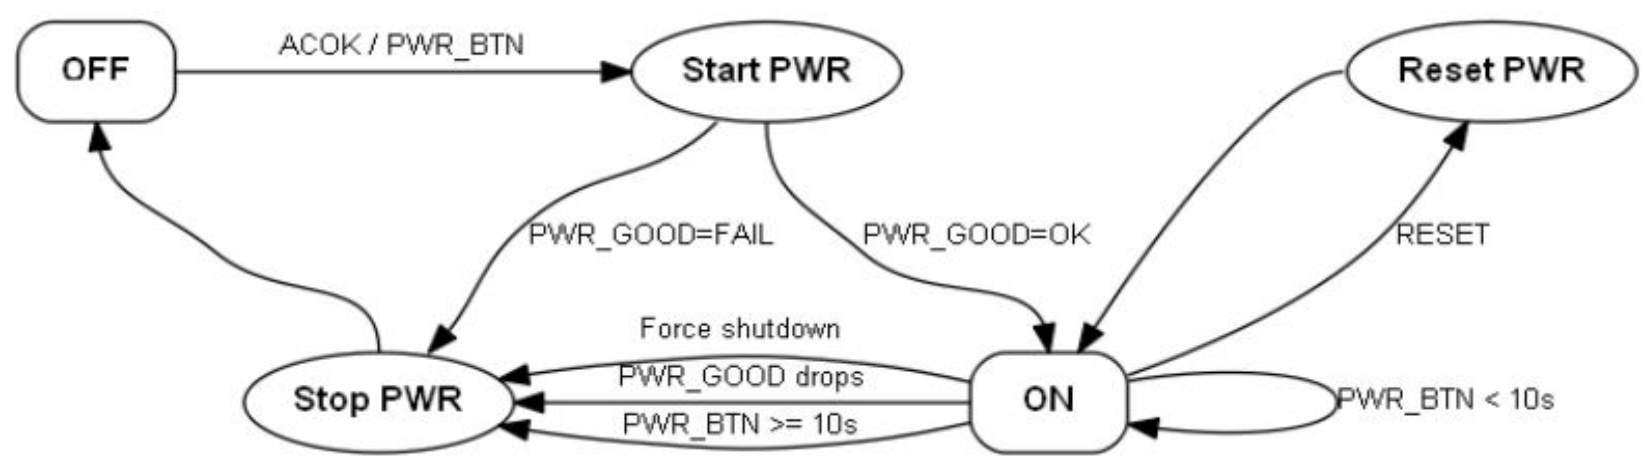 OFF
ACOK / PWR_BTN
Start PWR
Reset PWR
PWR_GOOD=FAIL
PWR_GOOD=OK
RESET
Force shutdown
PWR_GOOD drops
Stop PWR
ON
PWR_BTN < 10s
PWR_BTN >= 10s